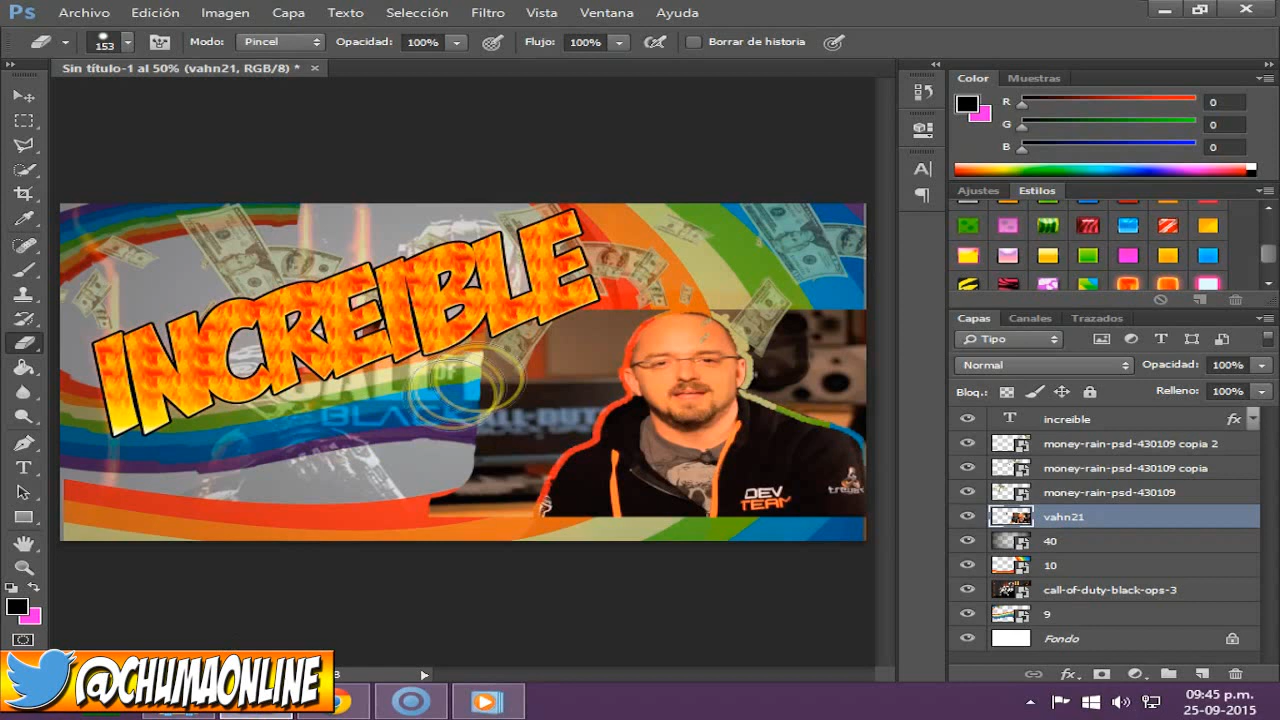 Ps Archivo Edición Imagen Capa Texto Selección Filtro Vista Ventana Ayuda
153 Modo: Pincel Opacidad: 100% Flujo: 100% Borrar de historia
Sin título-1 al 50% (vahn21, RGB/8) * ×
Color Muestras
R 0
G 0
B 0
Ajustes Estilos
Capas Canales Trazados
Tipo
Normal Opacidad: 100%
Bloq.: Relleno: 100%
T increible fx
money-rain-psd-430109 copia 2
money-rain-psd-430109 copia
money-rain-psd-430109
vahn21
40
10
call-of-duty-black-ops-3
9
Fondo
INCREIBLE
CALL OF
BLACK
DEV
TEAM
@CHUMAONLINE
09:45 p.m.
25-09-2015